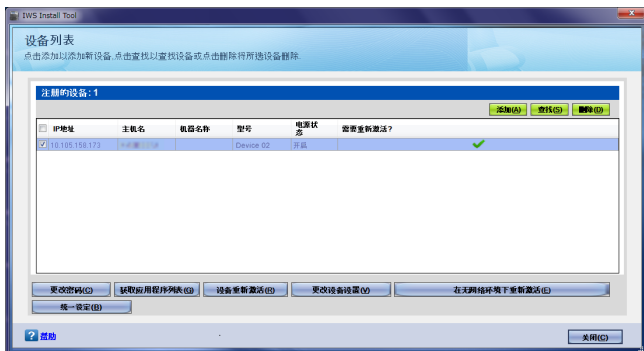 IWS Install Tool
设备列表
点击添加以添加新设备.点击查找以查找设备或点击删除将所选设备删除.
注册的设备: 1
添加(A) 查找(S) 删除(D)
IP地址 主机名 机器名称 型号 电源状态 需要重新激活?
10.105.158.173 Device 02 开启
更改密码(C) 获取应用程序列表(G) 设备重新激活(R) 更改设备设置(V) 在无网络环境下重新激活(E)
统一设定(B)
帮助 关闭(C)